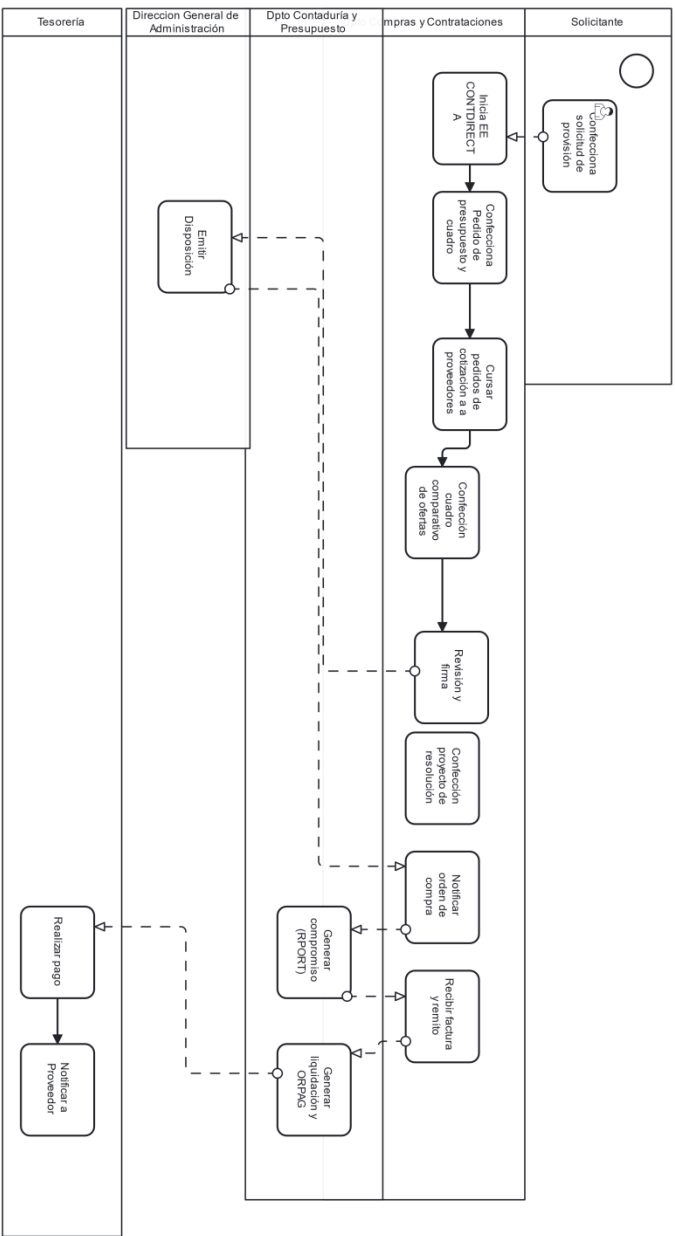 Tesorería
Direccion General de
Administración
Dpto Contaduría y
Presupuesto
Compras y Contrataciones
Solicitante
Confecciona
solicitud de
provisión
Inicia EE
CONTDIRECT
A
Confecciona
Pedido de
presupuesto y
cuadro
Cursar
pedidos de
cotización a a
proveedores
Confección
cuadro
comparativo
de ofertas
Revisión y
firma
Confección
proyecto de
resolución
Emitir
Disposición
Notificar
orden de
compra
Generar
compromiso
(RPORT)
Recibir factura
y remito
Generar
liquidación y
ORPAG
Realizar pago
Notificar a
Proveedor